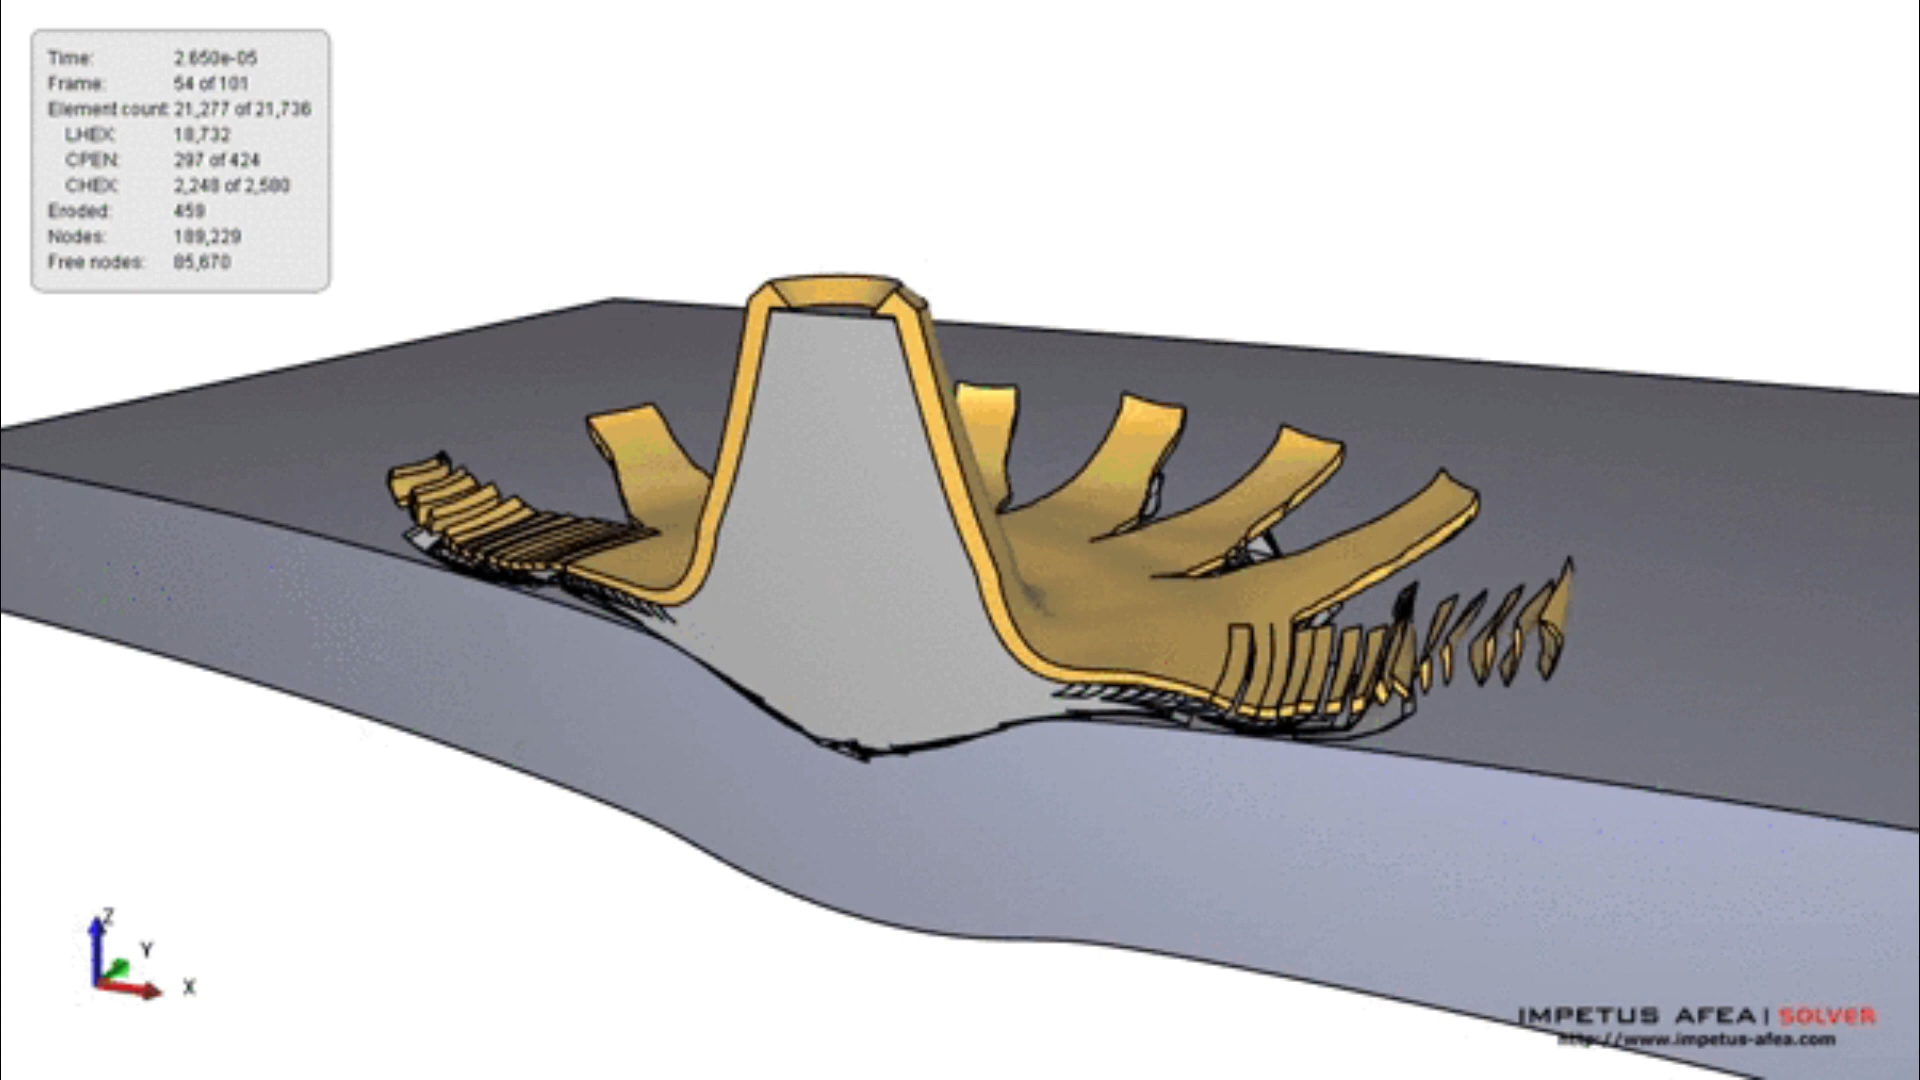 Time: 2.650e-05
Frame: 54 of 101
Element count: 21,277 of 21,736
LHEX: 18,732
CPEN: 297 of 424
CHEX: 2,248 of 2,580
Eroded: 459
Nodes: 189,229
Free nodes: 85,670
Z
Y
X
IMPETUS AFEA | SOLVER
http://www.impetus-afea.com